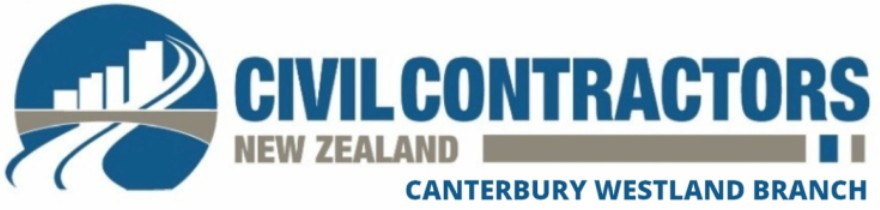 CIVIL CONTRACTORS
NEW ZEALAND
CANTERBURY WESTLAND BRANCH